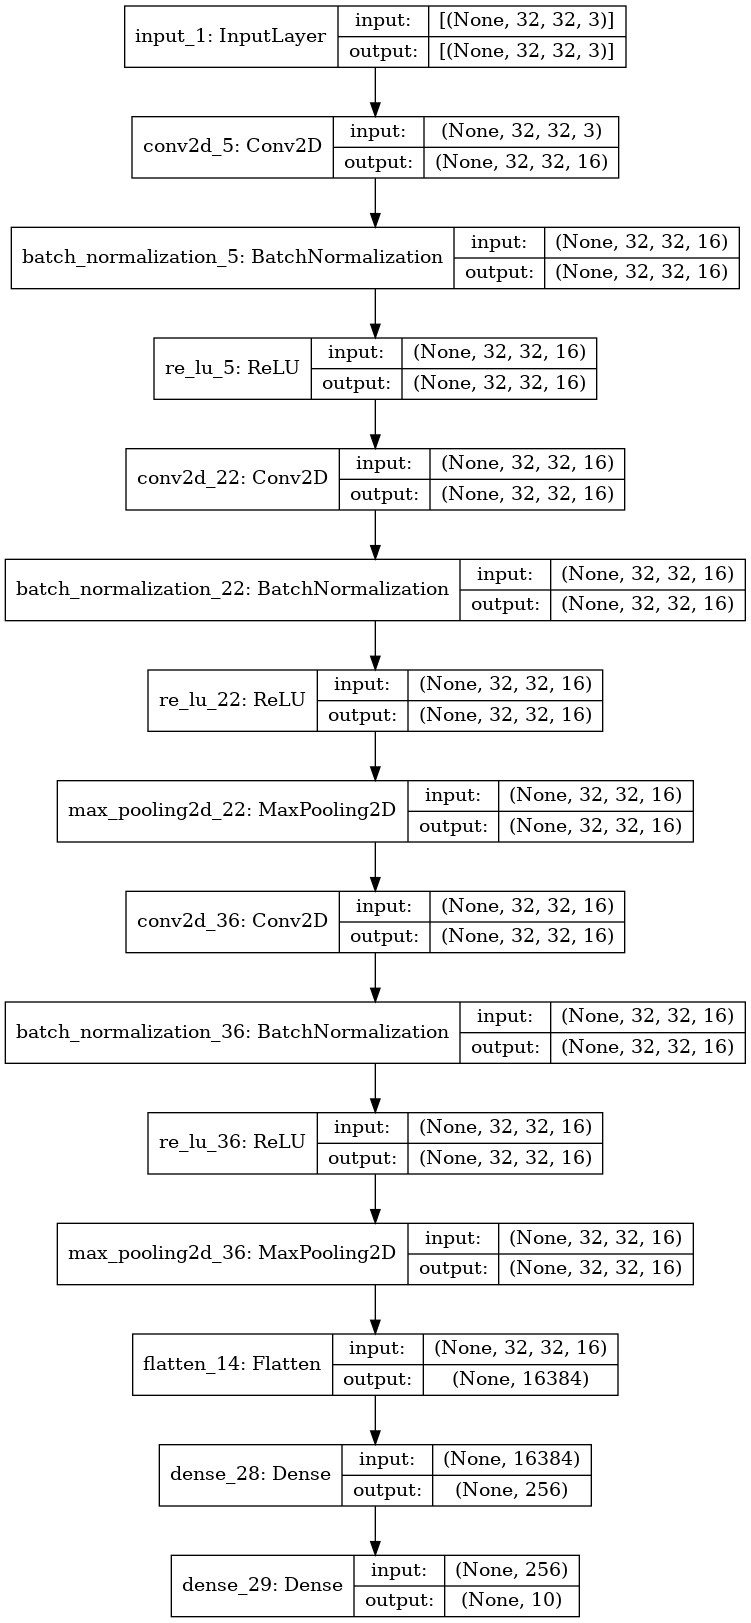 input_1: InputLayer
input:
[(None, 32, 32, 3)]
output:
[(None, 32, 32, 3)]
conv2d_5: Conv2D
input:
(None, 32, 32, 3)
output:
(None, 32, 32, 16)
batch_normalization_5: BatchNormalization
input:
(None, 32, 32, 16)
output:
(None, 32, 32, 16)
re_lu_5: ReLU
input:
(None, 32, 32, 16)
output:
(None, 32, 32, 16)
conv2d_22: Conv2D
input:
(None, 32, 32, 16)
output:
(None, 32, 32, 16)
batch_normalization_22: BatchNormalization
input:
(None, 32, 32, 16)
output:
(None, 32, 32, 16)
re_lu_22: ReLU
input:
(None, 32, 32, 16)
output:
(None, 32, 32, 16)
max_pooling2d_22: MaxPooling2D
input:
(None, 32, 32, 16)
output:
(None, 32, 32, 16)
conv2d_36: Conv2D
input:
(None, 32, 32, 16)
output:
(None, 32, 32, 16)
batch_normalization_36: BatchNormalization
input:
(None, 32, 32, 16)
output:
(None, 32, 32, 16)
re_lu_36: ReLU
input:
(None, 32, 32, 16)
output:
(None, 32, 32, 16)
max_pooling2d_36: MaxPooling2D
input:
(None, 32, 32, 16)
output:
(None, 32, 32, 16)
flatten_14: Flatten
input:
(None, 32, 32, 16)
output:
(None, 16384)
dense_28: Dense
input:
(None, 16384)
output:
(None, 256)
dense_29: Dense
input:
(None, 256)
output:
(None, 10)